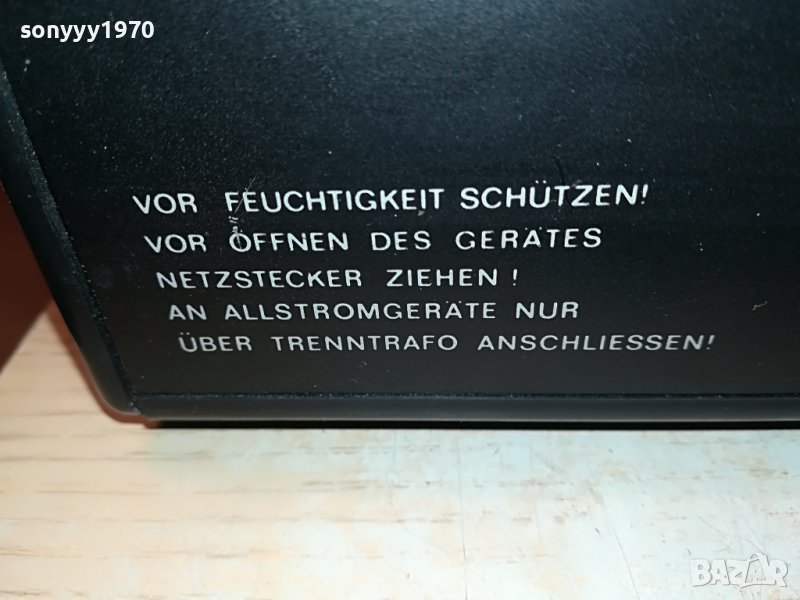 sonyyy1970
VOR FEUCHTIGKEIT SCHÜTZEN!
VOR ÖFFNEN DES GERÄTES
NETZSTECKER ZIEHEN!
AN ALLSTROMGERÄTE NUR
ÜBER TRENNTRAFO ANSCHLIESSEN!
BAZAR